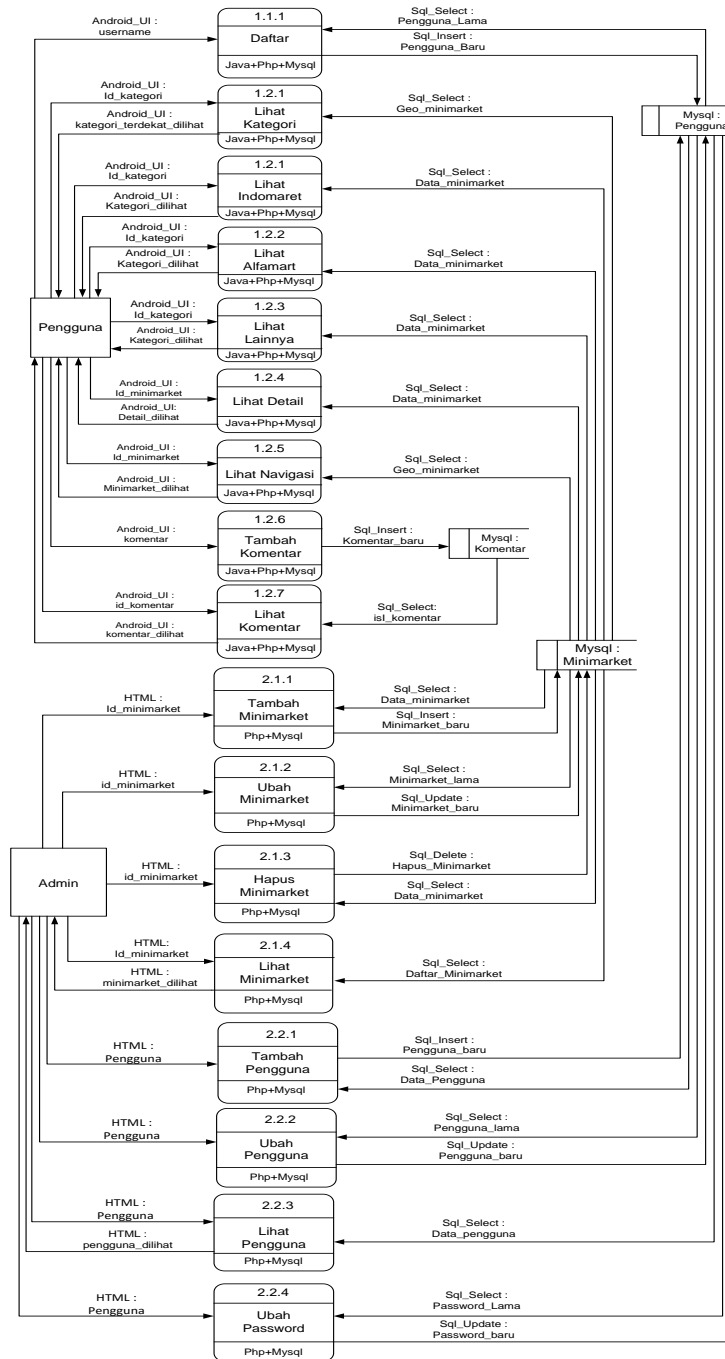 Android_UI :
username
1.1.1
Daftar
Java+Php+Mysql
Sql_Select :
Pengguna_Lama
Sql_Insert :
Pengguna_Baru
Mysql :
Pengguna
Android_UI :
Id_kategori
Android_UI :
kategori_terdekat_dilihat
1.2.1
Lihat
Kategori
Java+Php+Mysql
Sql_Select :
Geo_minimarket
Android_UI :
Id_kategori
Android_UI :
Kategori_dilihat
1.2.1
Lihat
Indomaret
Java+Php+Mysql
Sql_Select :
Data_minimarket
Android_UI :
Id_kategori
Android_UI :
Kategori_dilihat
1.2.2
Lihat
Alfamart
Java+Php+Mysql
Sql_Select :
Data_minimarket
Pengguna
Android_UI :
Id_kategori
Android_UI :
Kategori_dilihat
1.2.3
Lihat
Lainnya
Java+Php+Mysql
Sql_Select :
Data_minimarket
Android_UI :
Id_minimarket
Android_UI:
Detail_dilihat
1.2.4
Lihat Detail
Java+Php+Mysql
Sql_Select :
Data_minimarket
Android_UI :
Id_minimarket
Android_UI :
Minimarket_dilihat
1.2.5
Lihat Navigasi
Java+Php+Mysql
Sql_Select :
Geo_minimarket
Android_UI :
komentar
1.2.6
Tambah
Komentar
Java+Php+Mysql
Sql_Insert :
Komentar_baru
Mysql :
Komentar
Android_UI :
id_komentar
Android_UI :
komentar_dilihat
1.2.7
Lihat
Komentar
Java+Php+Mysql
Sql_Select:
isI_komentar
Mysql :
Minimarket
HTML :
Id_minimarket
2.1.1
Tambah
Minimarket
Php+Mysql
Sql_Select :
Data_minimarket
Sql_Insert :
Minimarket_baru
HTML :
id_minimarket
2.1.2
Ubah
Minimarket
Php+Mysql
Sql_Select :
Minimarket_lama
Sql_Update :
Minimarket_baru
Admin
HTML :
id_minimarket
2.1.3
Hapus
Minimarket
Php+Mysql
Sql_Delete :
Hapus_Minimarket
Sql_Select :
Data_minimarket
HTML:
Id_minimarket
HTML :
minimarket_dilihat
2.1.4
Lihat
Minimarket
Php+Mysql
Sql_Select :
Daftar_Minimarket
HTML :
Pengguna
2.2.1
Tambah
Pengguna
Php+Mysql
Sql_Insert :
Pengguna_baru
Sql_Select :
Data_Pengguna
HTML :
Pengguna
2.2.2
Ubah
Pengguna
Php+Mysql
Sql_Select :
Pengguna_lama
Sql_Update :
Pengguna_baru
HTML :
Pengguna
HTML :
pengguna_dilihat
2.2.3
Lihat
Pengguna
Php+Mysql
Sql_Select :
Data_pengguna
HTML :
Pengguna
2.2.4
Ubah
Password
Php+Mysql
Sql_Select :
Password_Lama
Sql_Update :
Password_baru